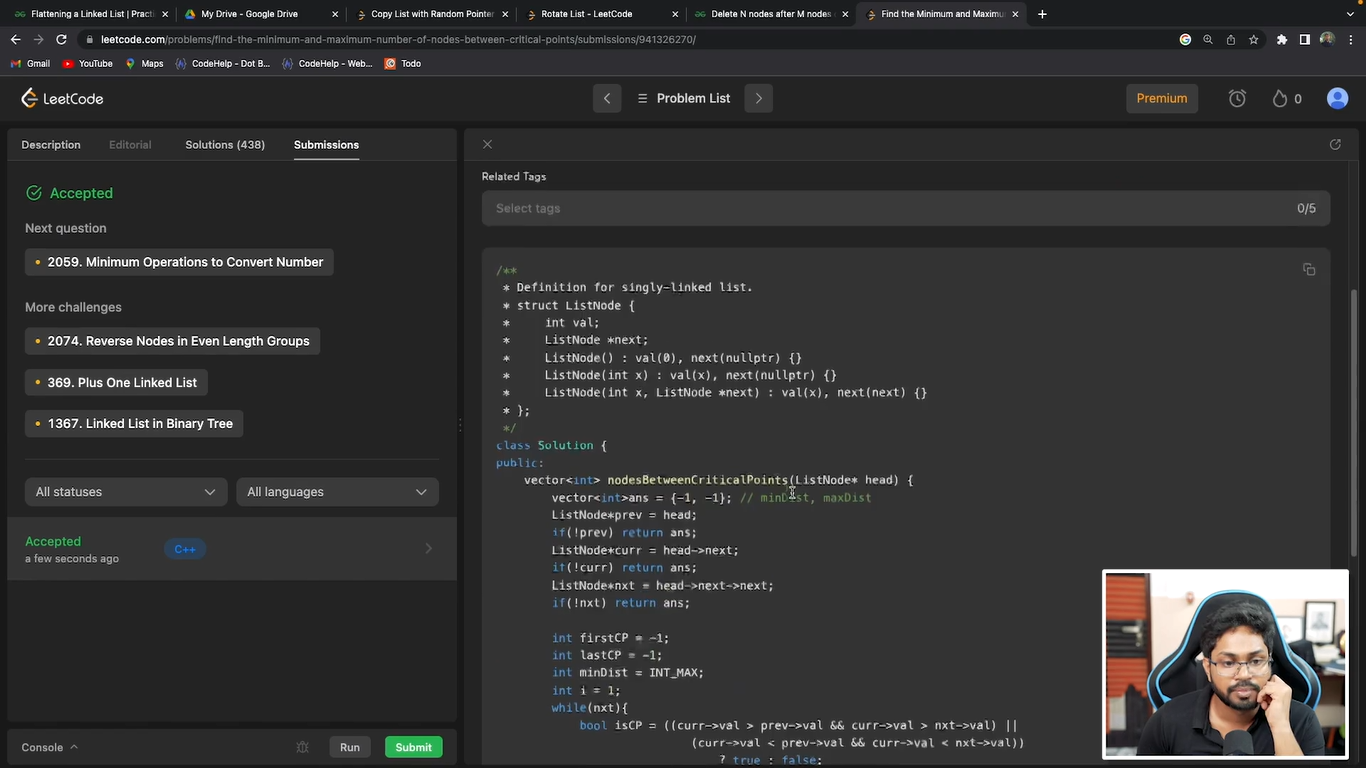 Flattening a Linked List | Practi
My Drive - Google Drive
Copy List with Random Pointer
Rotate List - LeetCode
Delete N nodes after M nodes
Find the Minimum and Maximum
leetcode.com/problems/find-the-minimum-and-maximum-number-of-nodes-between-critical-points/submissions/941326270/
Gmail
YouTube
Maps
CodeHelp - Dot B...
CodeHelp - Web...
Todo
LeetCode
Problem List
Premium
0
Description
Editorial
Solutions (438)
Submissions
Accepted
Next question
• 2059. Minimum Operations to Convert Number
More challenges
• 2074. Reverse Nodes in Even Length Groups
• 369. Plus One Linked List
• 1367. Linked List in Binary Tree
All statuses
All languages
Accepted
a few seconds ago
C++
Console
Run
Submit
Related Tags
Select tags
0/5
/**
* Definition for singly-linked list.
* struct ListNode {
*     int val;
*     ListNode *next;
*     ListNode() : val(0), next(nullptr) {}
*     ListNode(int x) : val(x), next(nullptr) {}
*     ListNode(int x, ListNode *next) : val(x), next(next) {}
* };
*/
class Solution {
public:
vector<int> nodesBetweenCriticalPoints(ListNode* head) {
vector<int>ans = {-1, -1}; // minDist, maxDist
ListNode*prev = head;
if(!prev) return ans;
ListNode*curr = head->next;
if(!curr) return ans;
ListNode*nxt = head->next->next;
if(!nxt) return ans;
int firstCP = -1;
int lastCP = -1;
int minDist = INT_MAX;
int i = 1;
while(nxt){
bool isCP = ((curr->val > prev->val && curr->val > nxt->val) ||
(curr->val < prev->val && curr->val < nxt->val))
? true : false;